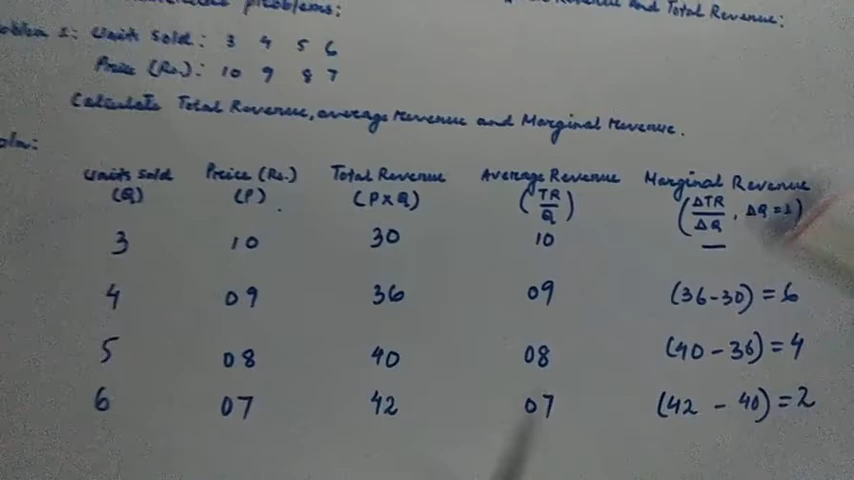 problems:
Revenue and Total Revenue:
1: Units Sold: 3 4 5 6
Price (Rs.): 10 9 8 7
Calculate Total Revenue, average revenue and Marginal revenue.
Soln:
Units Sold Price (Rs.) Total Revenue Average Revenue Marginal Revenue
(Q) (P) (P×Q) (TR/Q) (ΔTR/ΔQ, ΔQ=1)
3 10 30 10 —
4 09 36 09 (36-30) = 6
5 08 40 08 (40-36) = 4
6 07 42 07 (42-40) = 2